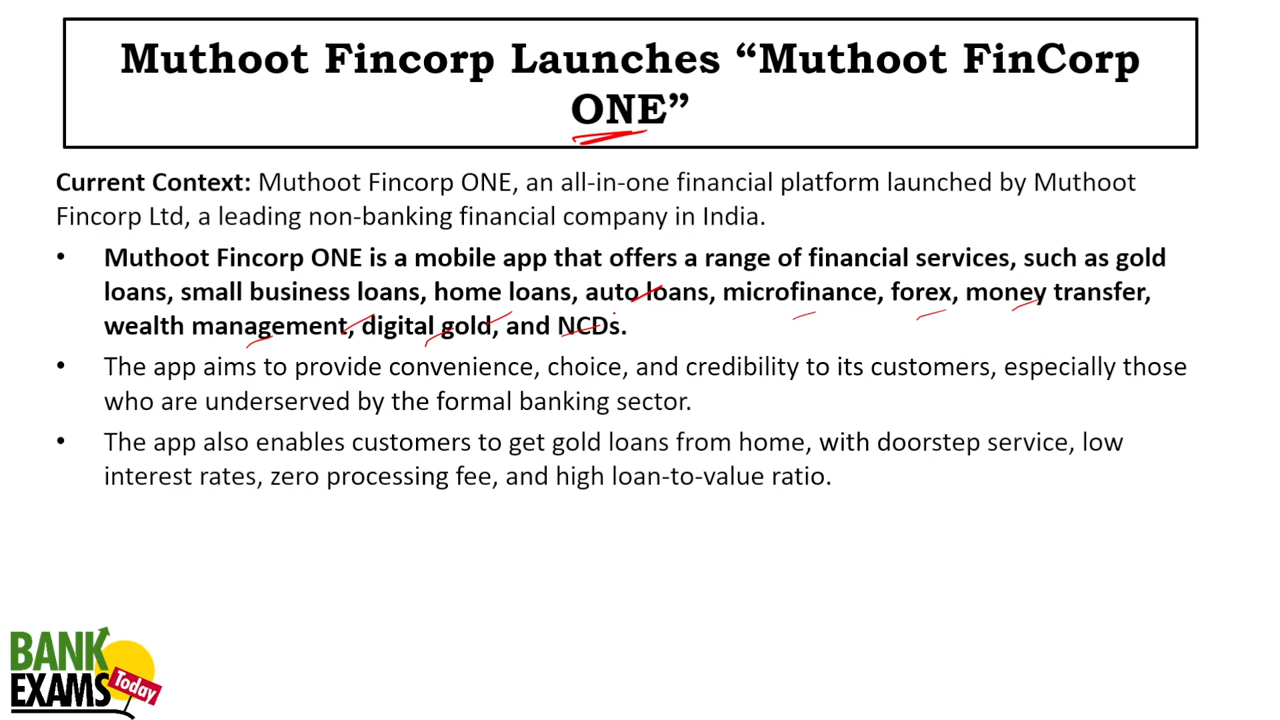 Muthoot Fincorp Launches “Muthoot FinCorp
ONE”
Current Context: Muthoot Fincorp ONE, an all-in-one financial platform launched by Muthoot
Fincorp Ltd, a leading non-banking financial company in India.
• Muthoot Fincorp ONE is a mobile app that offers a range of financial services, such as gold
loans, small business loans, home loans, auto loans, microfinance, forex, money transfer,
wealth management, digital gold, and NCDs.
• The app aims to provide convenience, choice, and credibility to its customers, especially those
who are underserved by the formal banking sector.
• The app also enables customers to get gold loans from home, with doorstep service, low
interest rates, zero processing fee, and high loan-to-value ratio.
BANK
EXAMS
Today